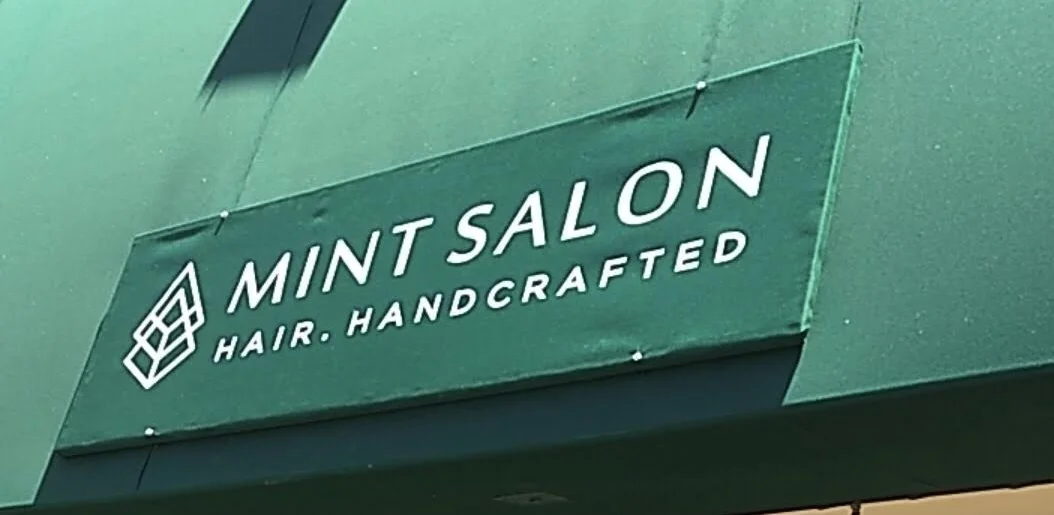 MINT SALON
HAIR. HANDCRAFTED